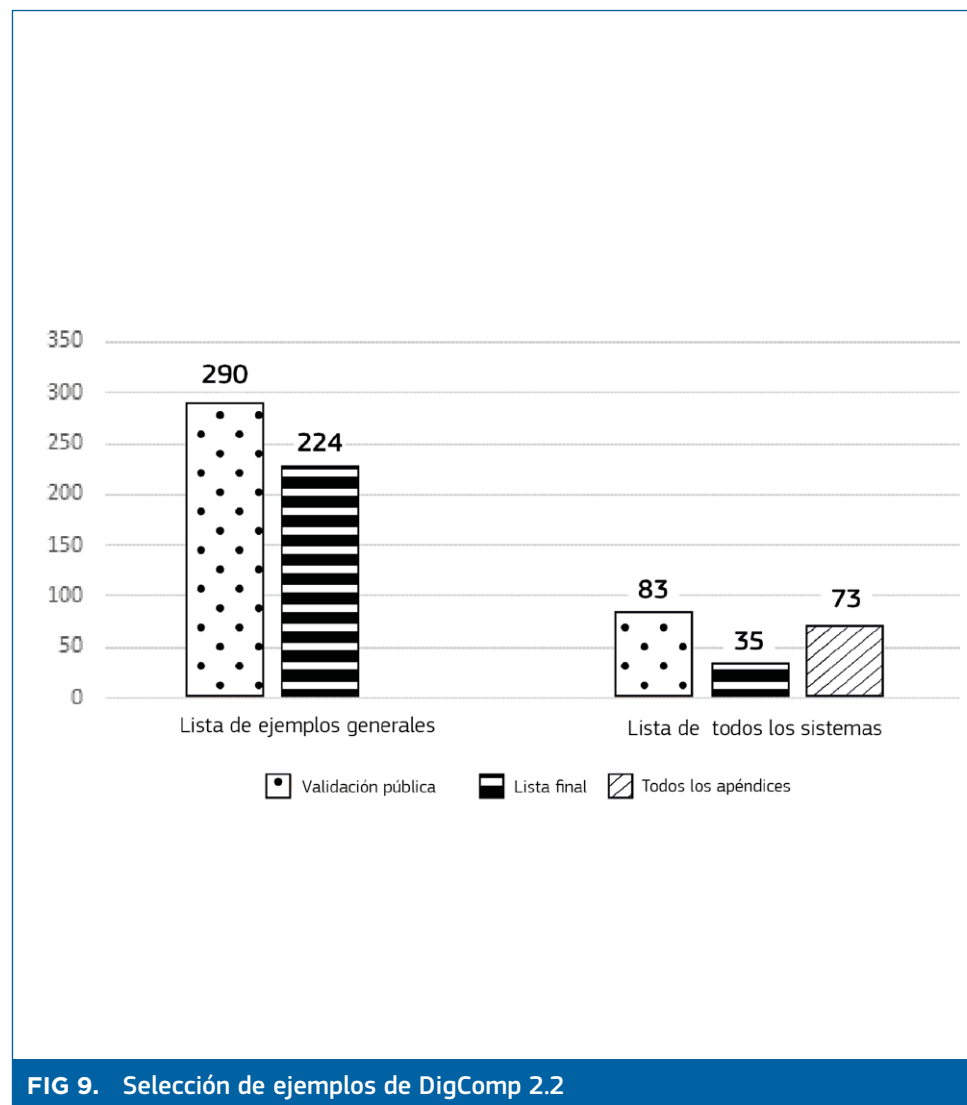 350
300
250
200
150
100
50
0
290
224
83
35
73
Lista de ejemplos generales
Lista de todos los sistemas
Validación pública
Lista final
Todos los apéndices
FIG 9. Selección de ejemplos de DigComp 2.2